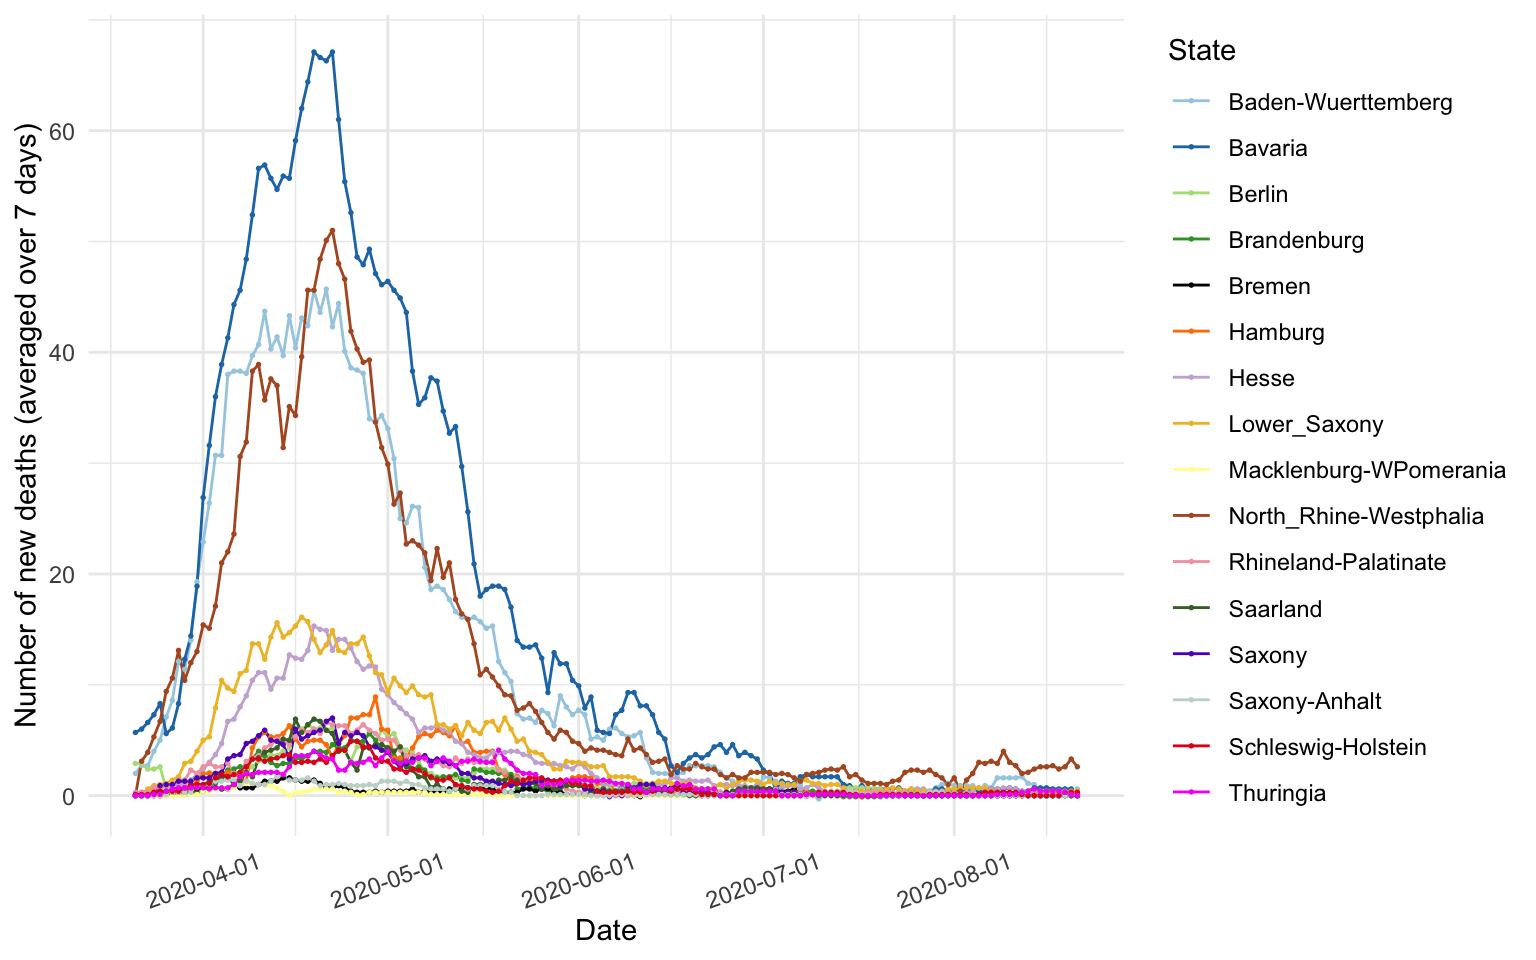 Number of new deaths (averaged over 7 days)
60
40
20
0
2020-04-01
2020-05-01
2020-06-01
2020-07-01
2020-08-01
Date
State
Baden-Wuerttemberg
Bavaria
Berlin
Brandenburg
Bremen
Hamburg
Hesse
Lower_Saxony
Macklenburg-WPomerania
North_Rhine-Westphalia
Rhineland-Palatinate
Saarland
Saxony
Saxony-Anhalt
Schleswig-Holstein
Thuringia